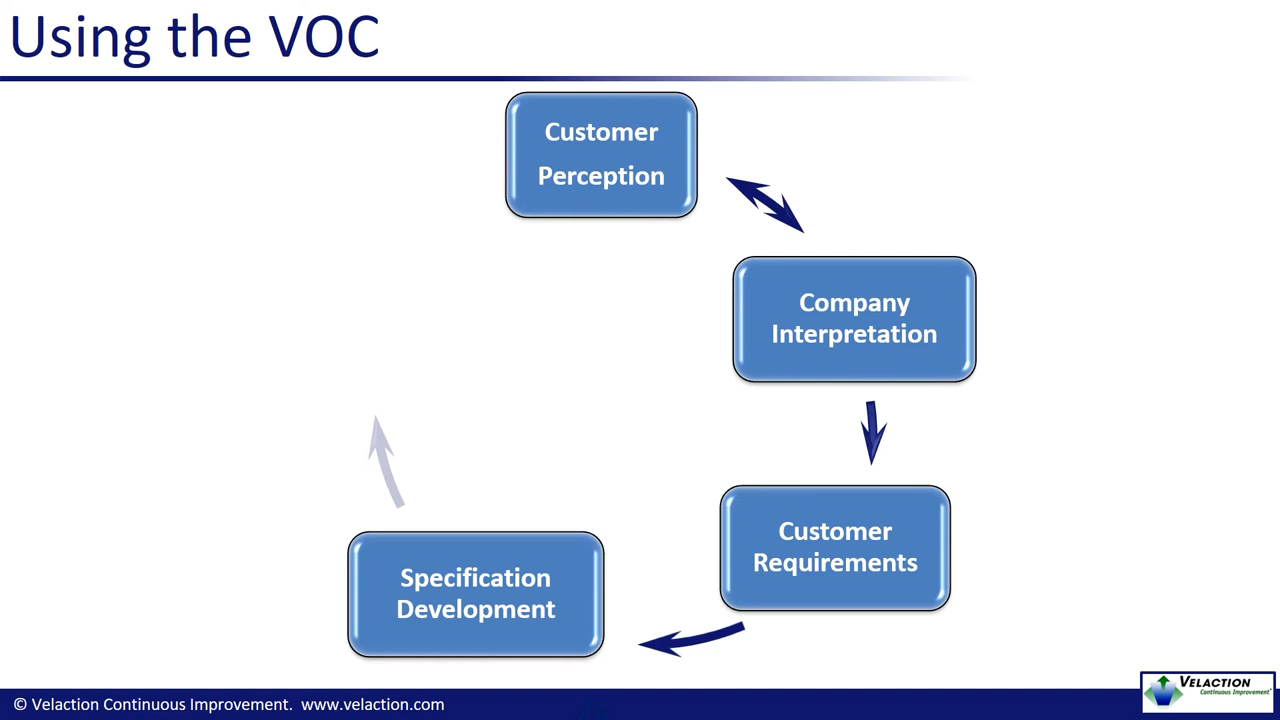 Using the VOC
Customer
Perception
Company
Interpretation
Customer
Requirements
Specification
Development
© Velaction Continuous Improvement.  www.velaction.com
VELACTION
Continuous Improvement